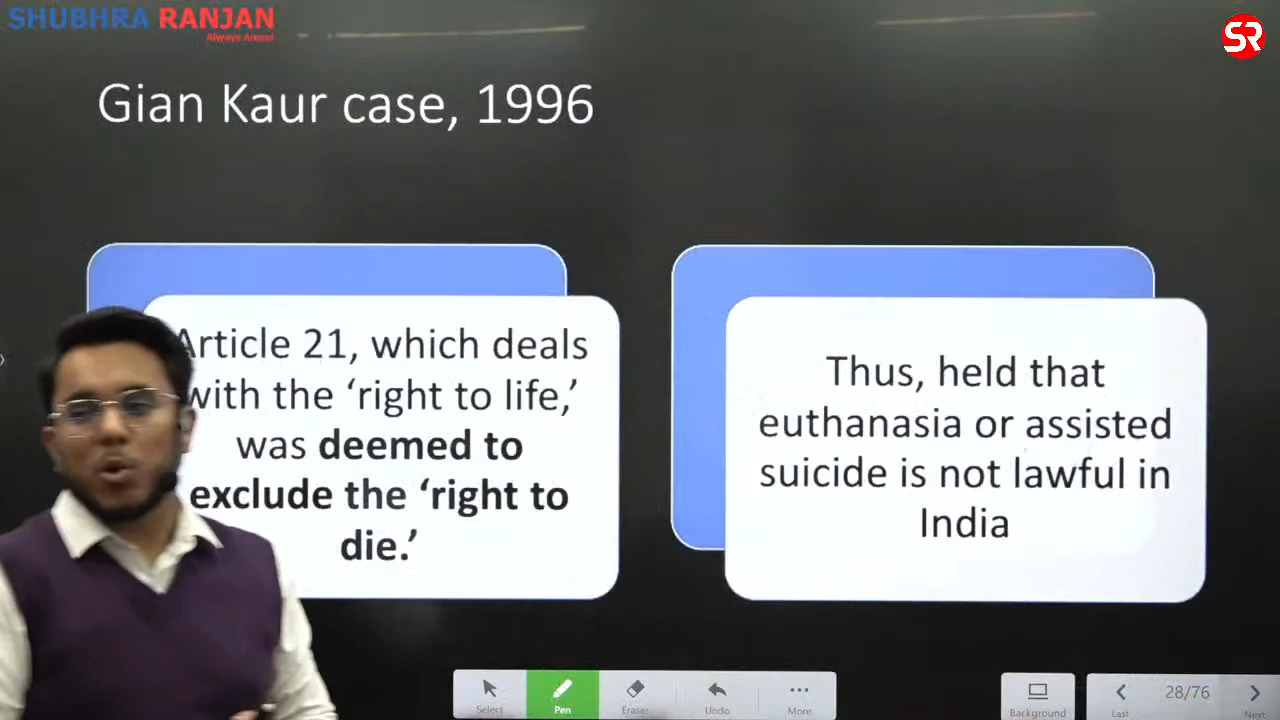 SHUBHRA RANJAN
Always Ahead
SR
Gian Kaur case, 1996
Article 21, which deals
with the ‘right to life,’
was deemed to
exclude the ‘right to
die.’
Thus, held that
euthanasia or assisted
suicide is not lawful in
India
Select
Pen
Eraser
Undo
More
Background
Last
28/76
Next